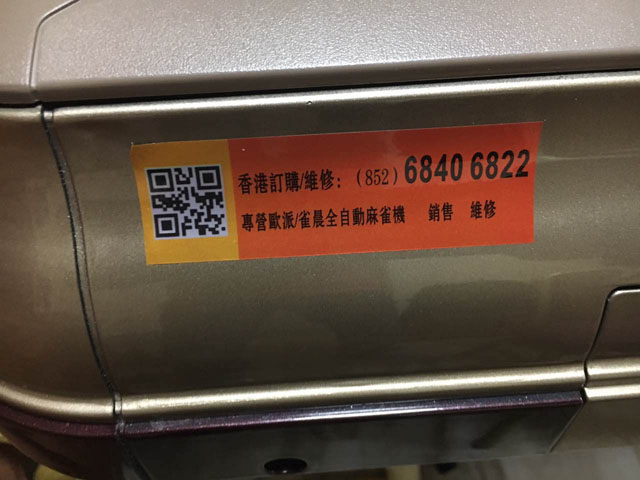 香港訂購/維修: (852) 6840 6822
專營歐派/雀晨全自動麻雀機 銷售 維修